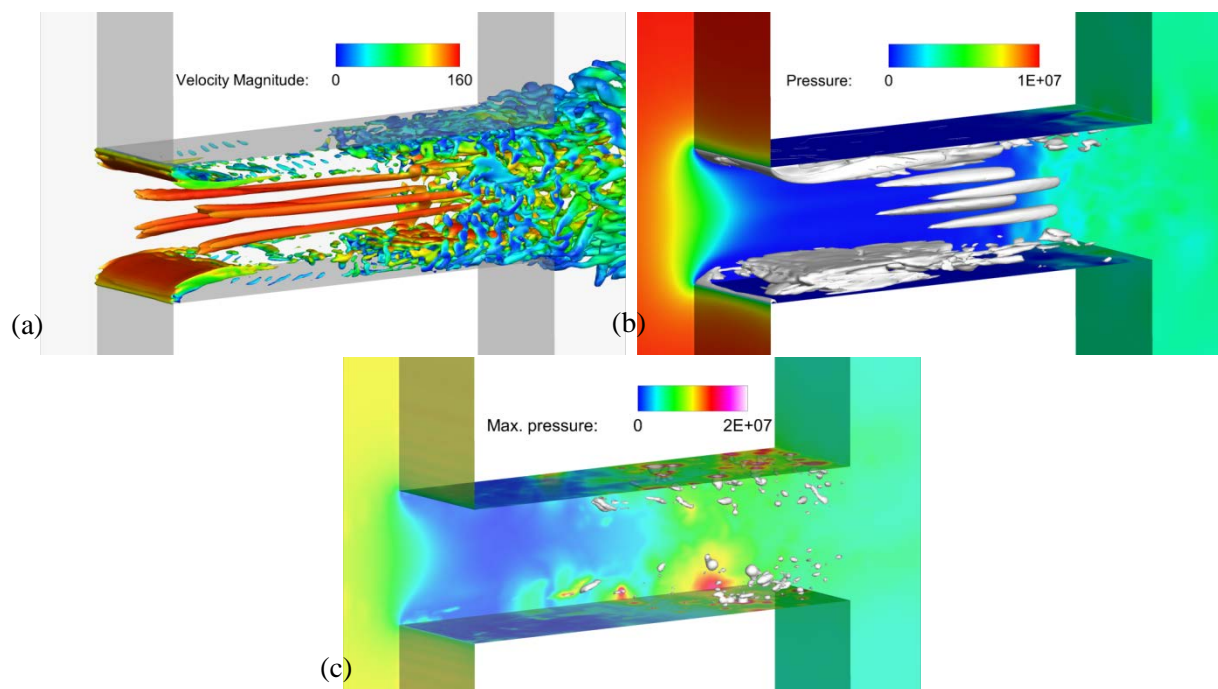 Velocity Magnitude: 0 160
(a)
Pressure: 0 1E+07
(b)
Max. pressure: 0 2E+07
(c)